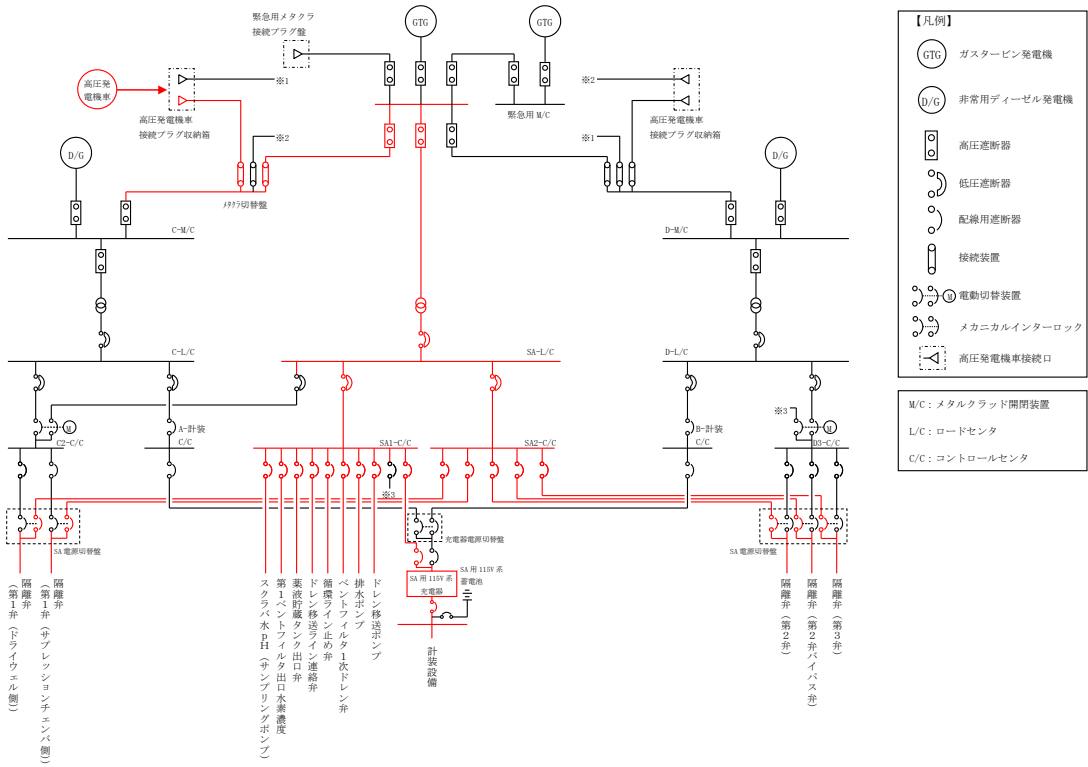 緊急用メタクラ
接続プラグ盤
GTG
GTG
高圧発
電機車
※1
※2
高圧発電機車
接続プラグ収納箱
緊急用 M/C
高圧発電機車
接続プラグ収納箱
※2
※1
D/G
D/G
ﾒﾀｸﾗ切替盤
C-M/C
D-M/C
C-L/C
SA-L/C
D-L/C
※3
M
A-計装
C/C
C2-C/C
SA1-C/C
SA2-C/C
B-計装
C/C
M
D3-C/C
※3
SA 電源切替盤
充電器電源切替盤
SA 電源切替盤
SA 用 115V 系
充電器
SA 用 115V 系
蓄電池
隔離弁
（第１弁（ドライウェル側））
隔離弁
（第１弁（サプレッションチェンバ側））
スクラバ水ｐＨ（サンプリングポンプ）
第１ベントフィルタ出口水素濃度
薬液貯蔵タンク出口弁
ドレン移送ライン連絡弁
循環ライン止め弁
ベントフィルタ１次ドレン弁
排水ポンプ
ドレン移送ポンプ
計装設備
隔離弁（第２弁）
隔離弁（第２弁バイパス弁）
隔離弁（第３弁）
【凡例】
GTG
ガスタービン発電機
D/G
非常用ディーゼル発電機
高圧遮断器
低圧遮断器
配線用遮断器
接続装置
M
電動切替装置
メカニカルインターロック
高圧発電機車接続口
M/C：メタルクラッド開閉装置
L/C：ロードセンタ
C/C：コントロールセンタ